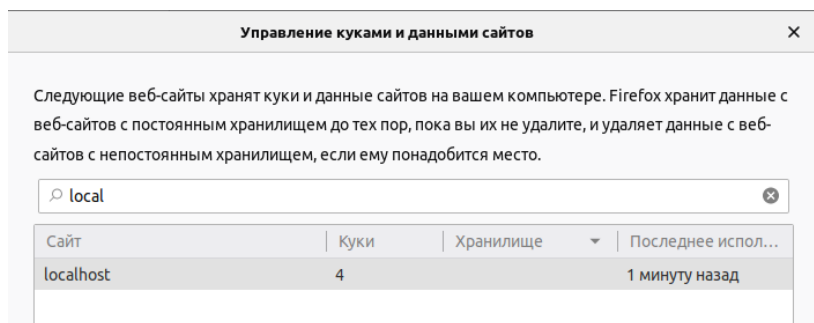 Управление куками и данными сайтов
Следующие веб-сайты хранят куки и данные сайтов на вашем компьютере. Firefox хранит данные с
веб-сайтов с постоянным хранилищем до тех пор, пока вы их не удалите, и удаляет данные с веб-
сайтов с непостоянным хранилищем, если ему понадобится место.
local
Сайт Куки Хранилище Последнее испол...
localhost 4 1 минуту назад